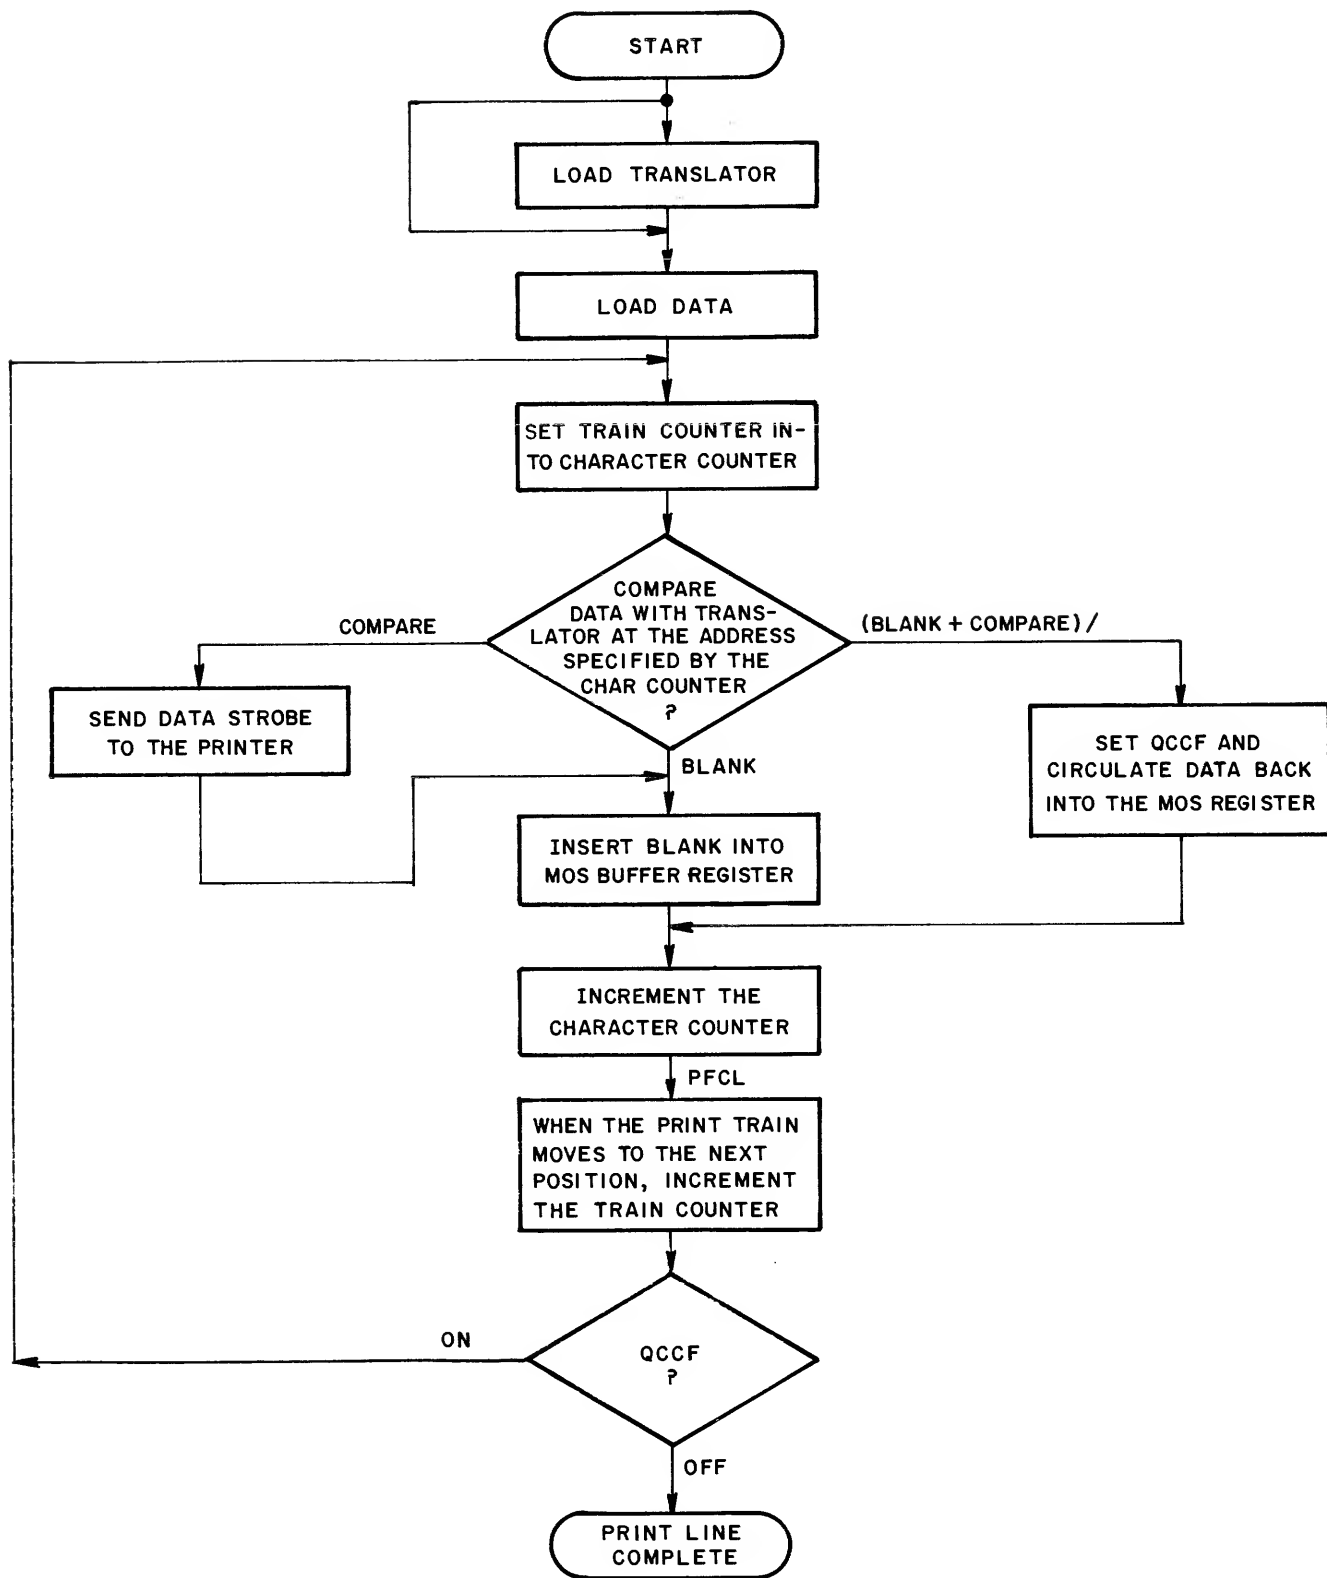 START
LOAD TRANSLATOR
LOAD DATA
SET TRAIN COUNTER IN-
TO CHARACTER COUNTER
COMPARE
DATA WITH TRANS-
LATOR AT THE ADDRESS
SPECIFIED BY THE
CHAR COUNTER
?
COMPARE
(BLANK + COMPARE) /
SEND DATA STROBE
TO THE PRINTER
SET QCCF AND
CIRCULATE DATA BACK
INTO THE MOS REGISTER
BLANK
INSERT BLANK INTO
MOS BUFFER REGISTER
INCREMENT THE
CHARACTER COUNTER
PFCL
WHEN THE PRINT TRAIN
MOVES TO THE NEXT
POSITION, INCREMENT
THE TRAIN COUNTER
QCCF
?
ON
OFF
PRINT LINE
COMPLETE